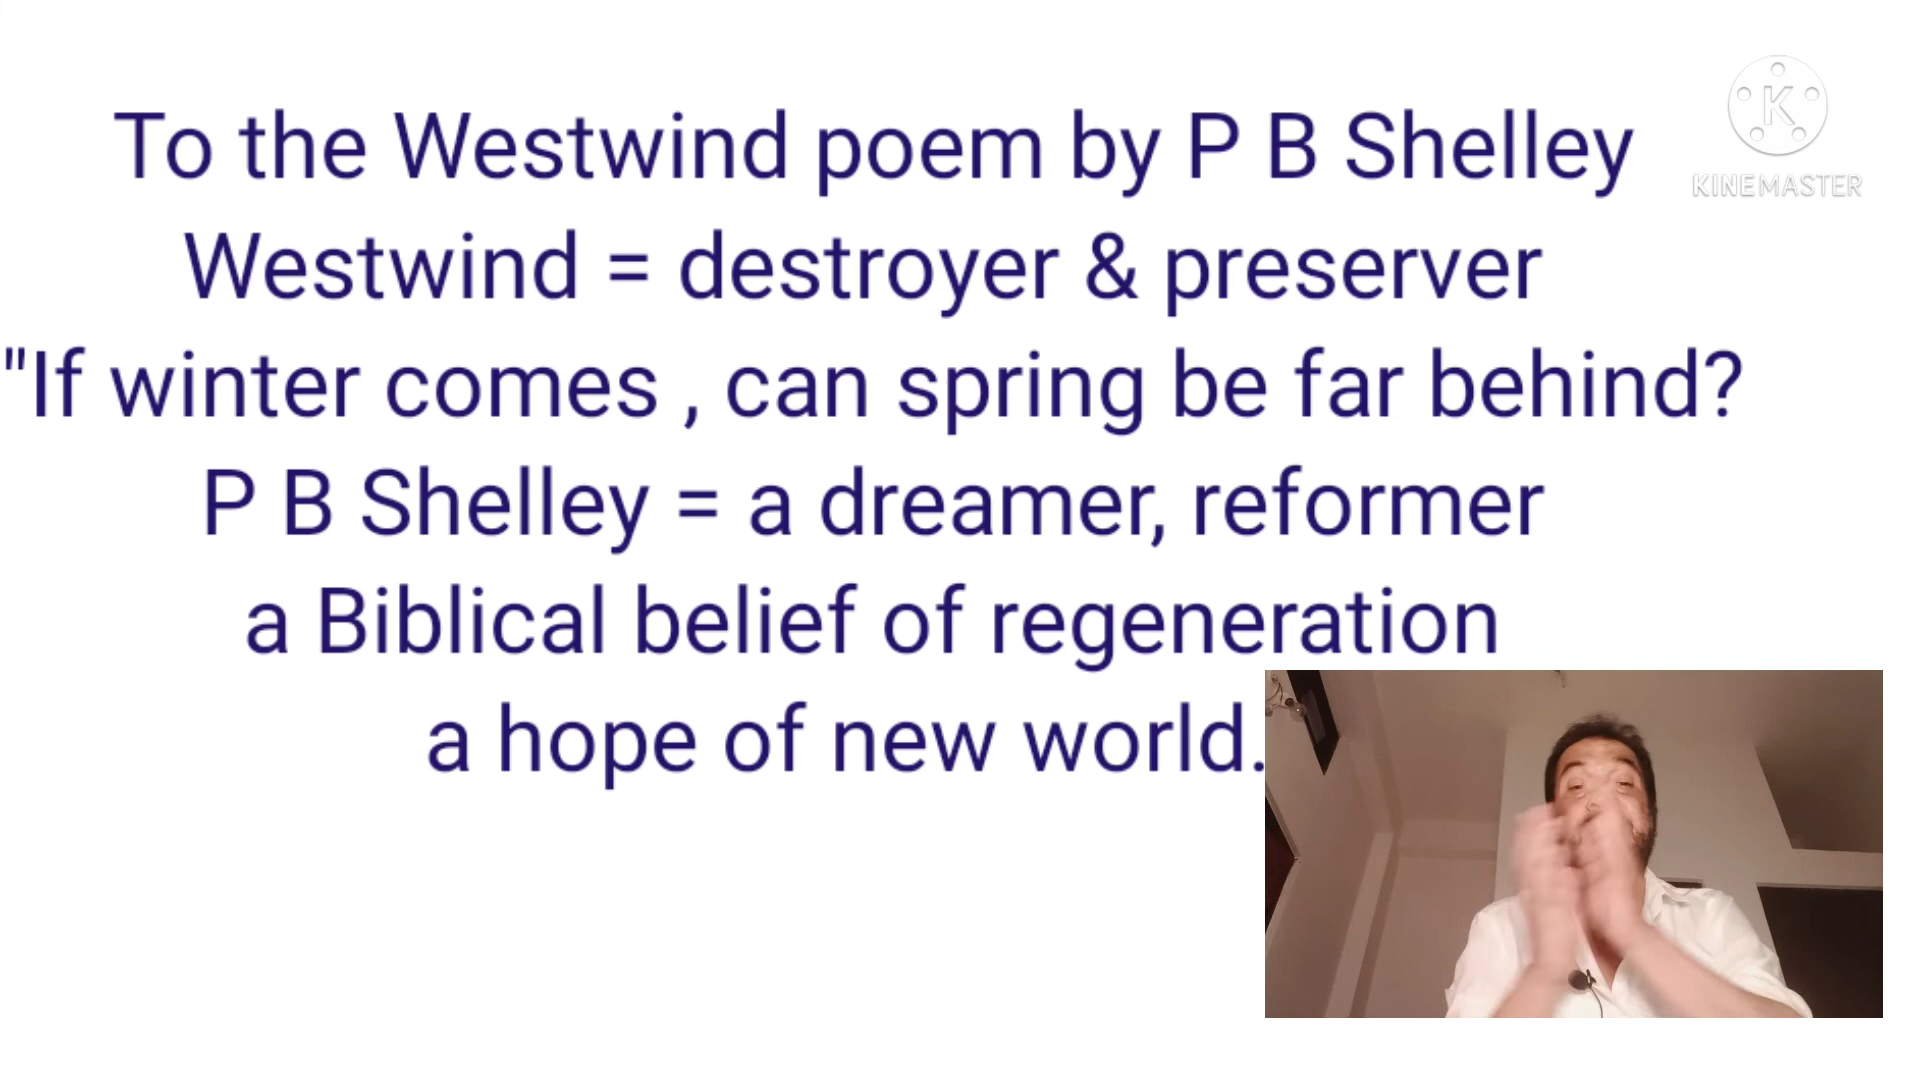 To the Westwind poem by P B Shelley
Westwind = destroyer & preserver
"If winter comes , can spring be far behind?
P B Shelley = a dreamer, reformer
a Biblical belief of regeneration
a hope of new world.
K
KINEMASTER